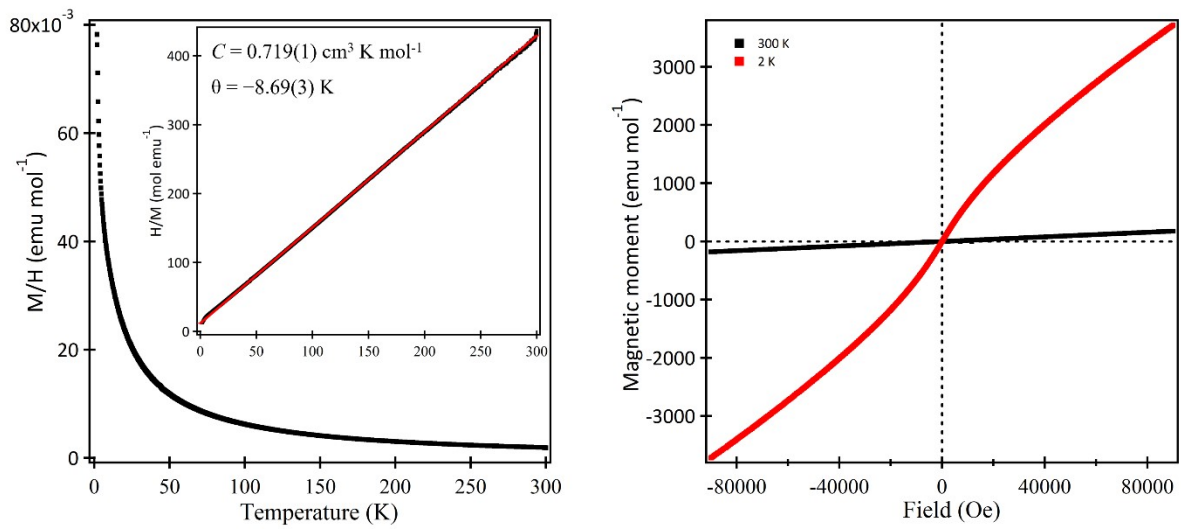 80x10⁻³
60
40
20
0
M/H (emu mol⁻¹)
0 50 100 150 200 250 300
Temperature (K)
C = 0.719(1) cm³ K mol⁻¹
θ = −8.69(3) K
400
300
400
200
100
0
H/M (mol emu⁻¹)
0 50 100 150 200 250 300
300 K
2 K
3000
2000
1000
0
-1000
-2000
-3000
Magnetic moment (emu mol⁻¹)
-80000 -40000 0 40000 80000
Field (Oe)